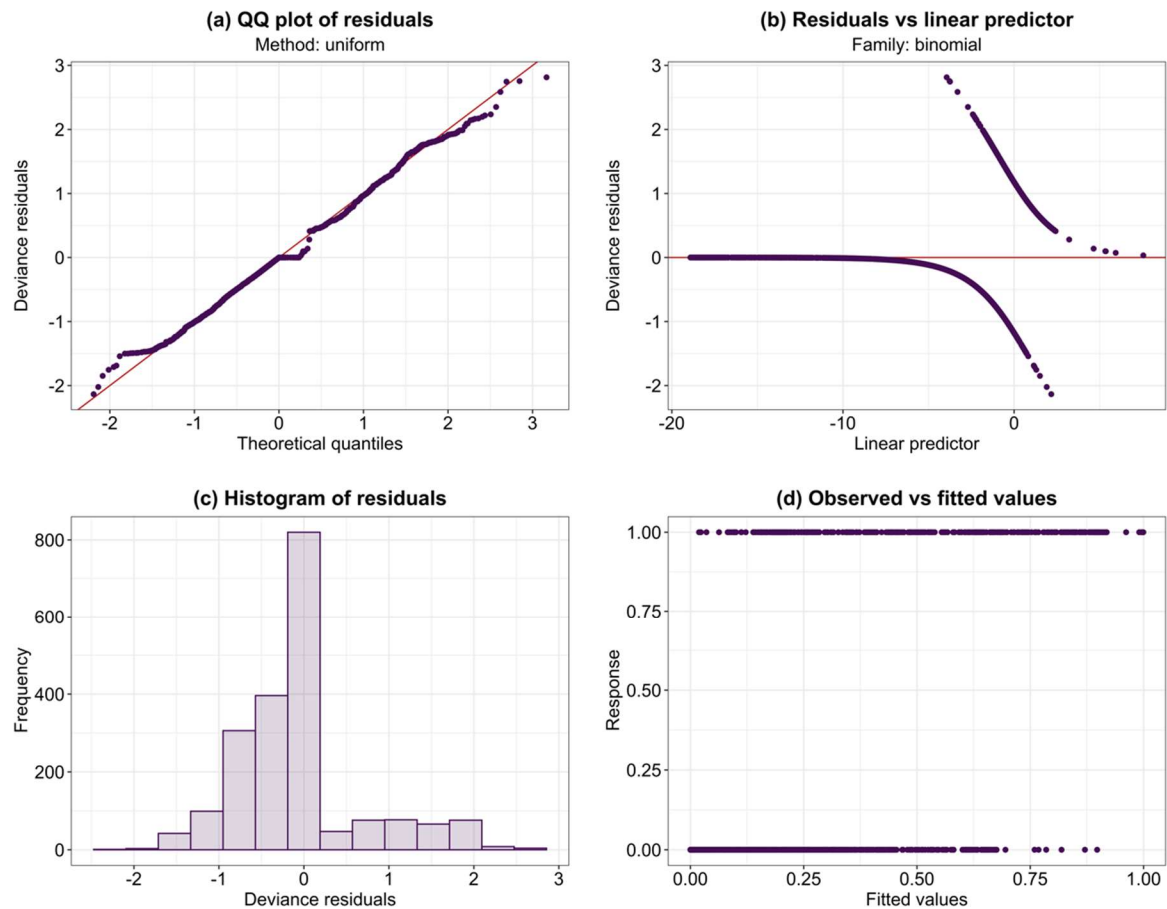 (a) QQ plot of residuals
Method: uniform
3
2
1
0
-1
-2
Deviance residuals
-2 -1 0 1 2 3
Theoretical quantiles
(b) Residuals vs linear predictor
Family: binomial
3
2
1
0
-1
-2
Deviance residuals
-20 -10 0
Linear predictor
(c) Histogram of residuals
800
600
400
200
0
Frequency
-2 -1 0 1 2 3
Deviance residuals
(d) Observed vs fitted values
1.00
0.75
0.50
0.25
0.00
Response
0.00 0.25 0.50 0.75 1.00
Fitted values